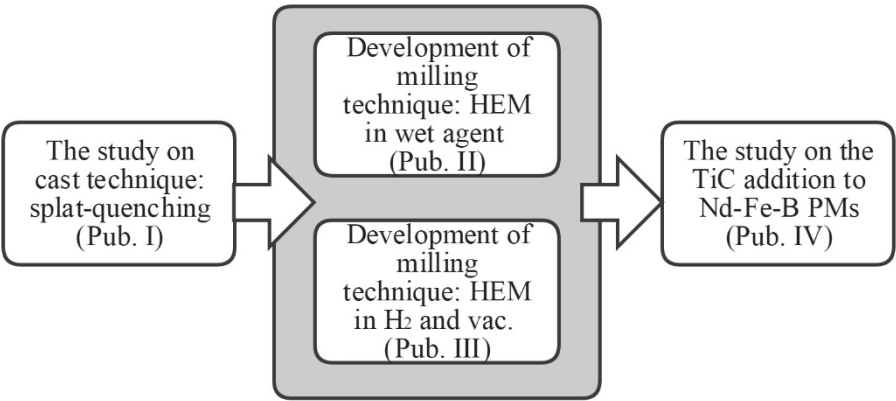 The study on
cast technique:
splat-quenching
(Pub. I)
Development of
milling
technique: HEM
in wet agent
(Pub. II)
Development of
milling
technique: HEM
in H₂ and vac.
(Pub. III)
The study on the
TiC addition to
Nd-Fe-B PMs
(Pub. IV)